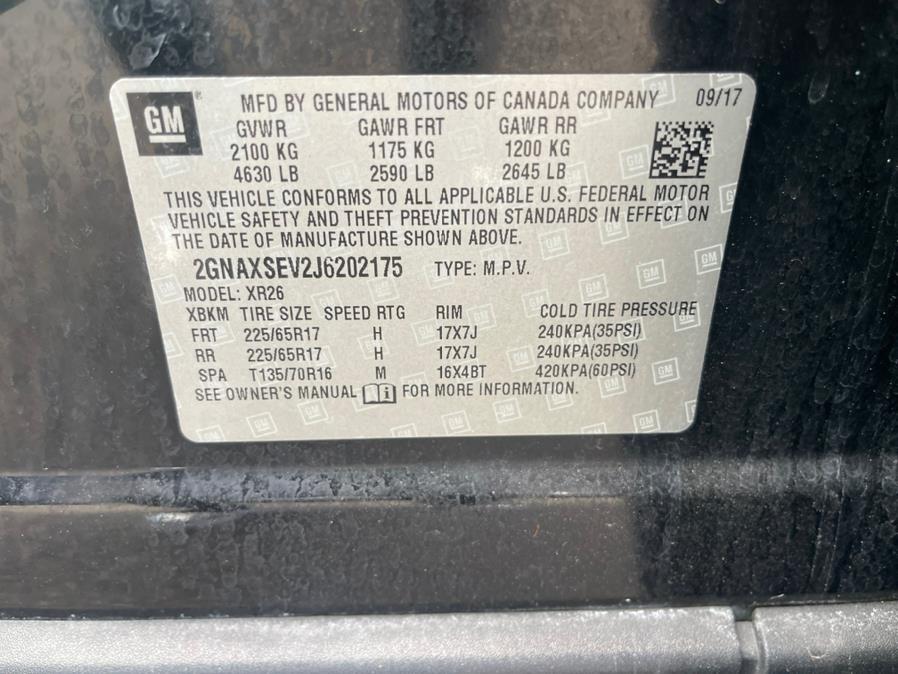 GM ® MFD BY GENERAL MOTORS OF CANADA COMPANY 09/17
GVWR GAWR FRT GAWR RR
2100 KG 1175 KG 1200 KG
4630 LB 2590 LB 2645 LB
THIS VEHICLE CONFORMS TO ALL APPLICABLE U.S. FEDERAL MOTOR
VEHICLE SAFETY AND THEFT PREVENTION STANDARDS IN EFFECT ON
THE DATE OF MANUFACTURE SHOWN ABOVE.
2GNAXSEV2J6202175 TYPE: M.P.V.
MODEL: XR26
XBKM TIRE SIZE SPEED RTG RIM COLD TIRE PRESSURE
FRT 225/65R17 H 17X7J 240KPA(35PSI)
RR 225/65R17 H 17X7J 240KPA(35PSI)
SPA T135/70R16 M 16X4BT 420KPA(60PSI)
SEE OWNER'S MANUAL i FOR MORE INFORMATION.